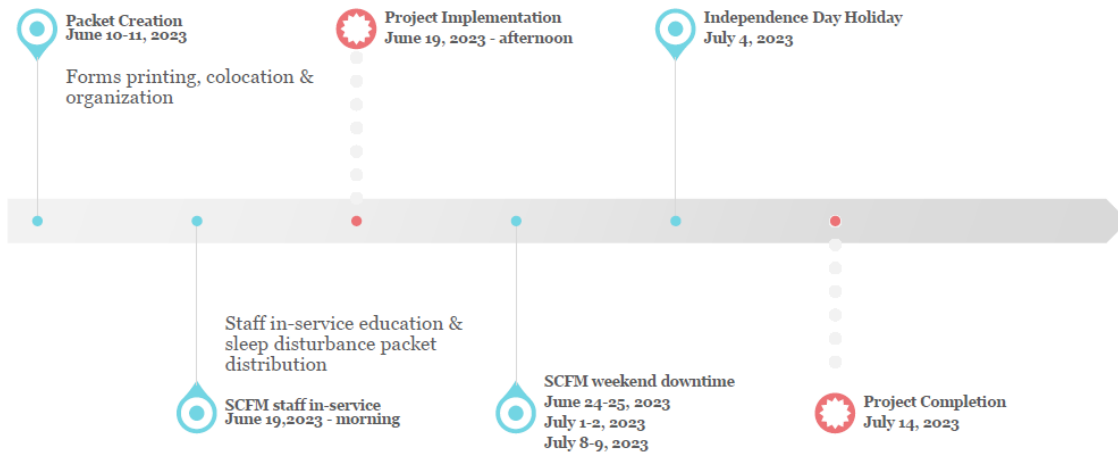 Packet Creation
June 10-11, 2023
Forms printing, colocation &
organization
Project Implementation
June 19, 2023 - afternoon
Independence Day Holiday
July 4, 2023
Staff in-service education &
sleep disturbance packet
distribution
SCFM staff in-service
June 19,2023 - morning
SCFM weekend downtime
June 24-25, 2023
July 1-2, 2023
July 8-9, 2023
Project Completion
July 14, 2023